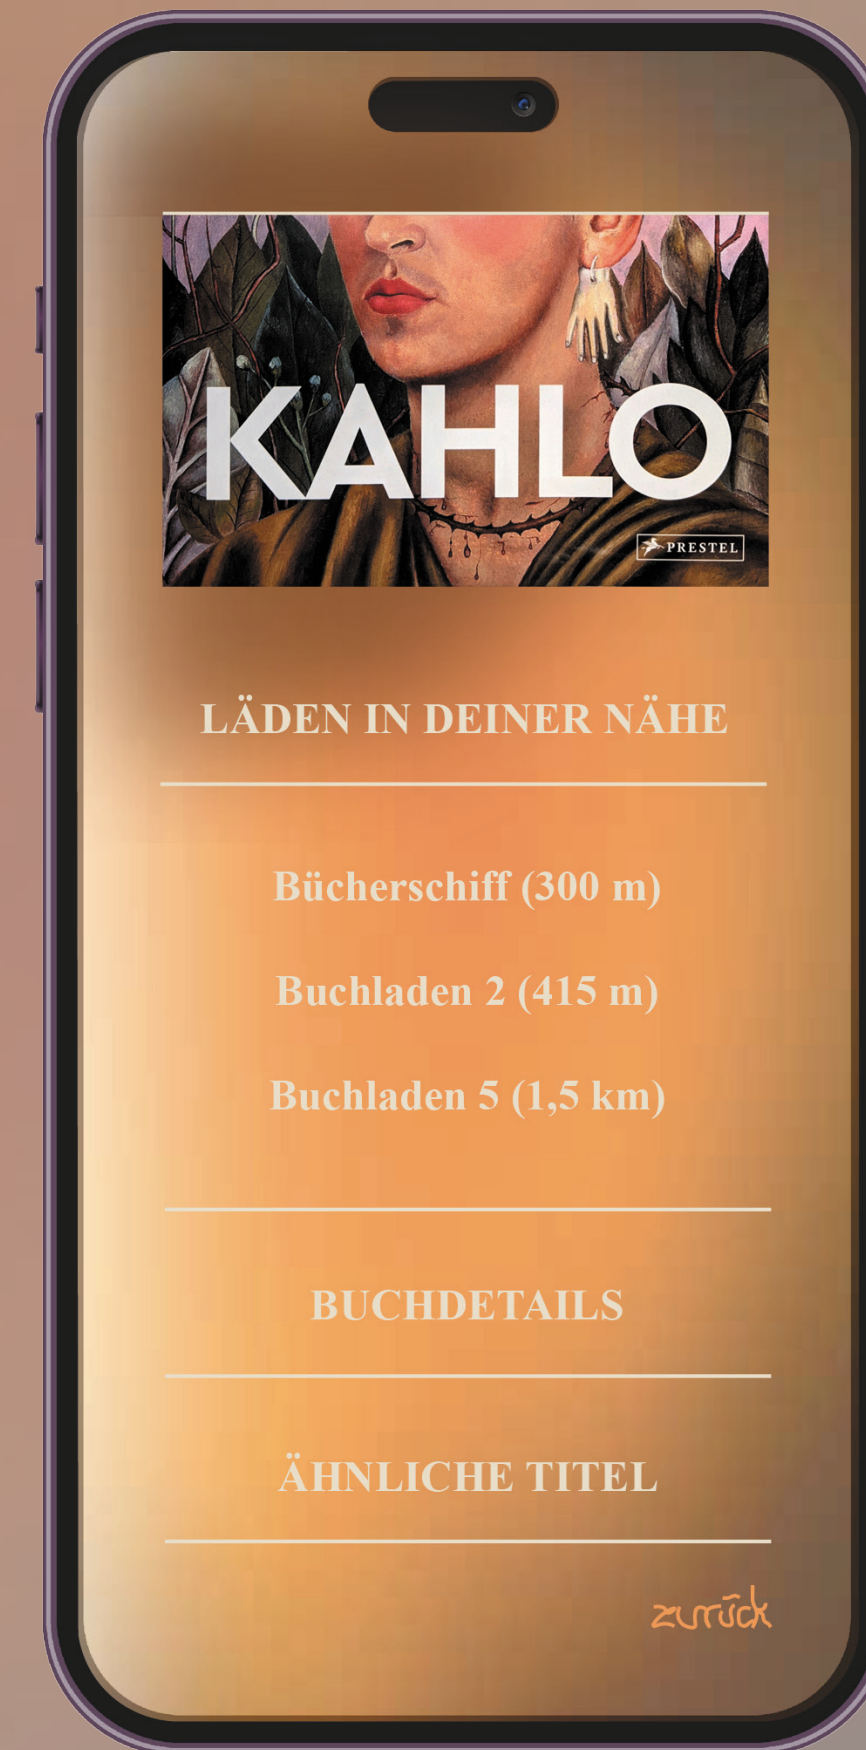 KAHLO
PRESTEL
LÄDEN IN DEINER NÄHE
Bücherschiff (300 m)
Buchladen 2 (415 m)
Buchladen 5 (1,5 km)
BUCHDETAILS
ÄHNLICHE TITEL
zurück